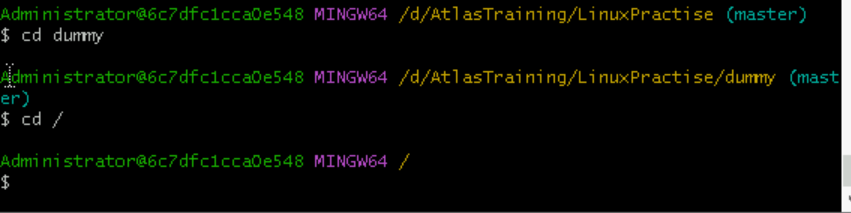 Administrator@6c7dfc1cca0e548 MINGW64 /d/AtlasTraining/LinuxPractise (master)
$ cd dummy
Administrator@6c7dfc1cca0e548 MINGW64 /d/AtlasTraining/LinuxPractise/dummy (mast
er)
$ cd /
Administrator@6c7dfc1cca0e548 MINGW64 /
$